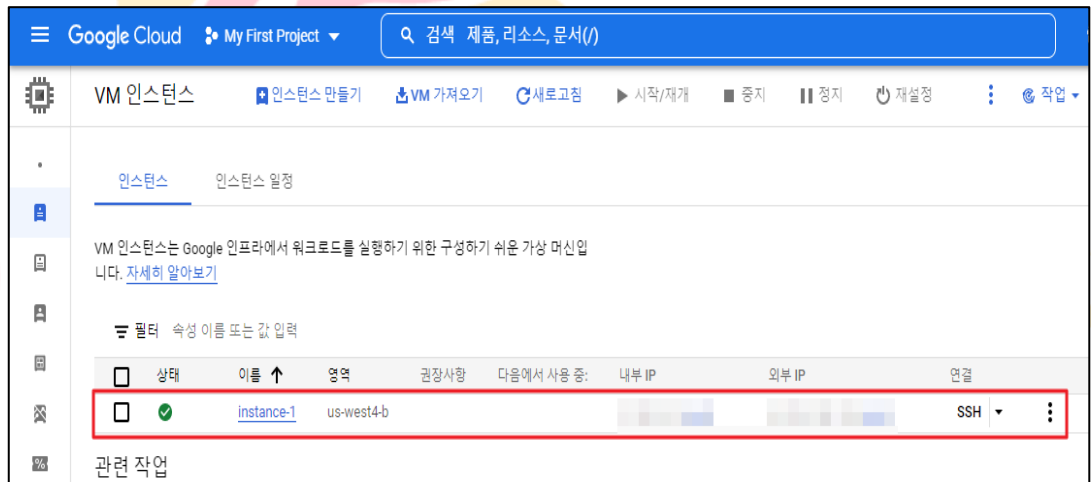 Google Cloud My First Project 검색 제품, 리소스, 문서(/)
VM 인스턴스 인스턴스 만들기 VM 가져오기 새로고침 시작/재개 중지 정지 재설정 작업
인스턴스 인스턴스 일정
VM 인스턴스는 Google 인프라에서 워크로드를 실행하기 위한 구성하기 쉬운 가상 머신입
니다. 자세히 알아보기
필터 속성 이름 또는 값 입력
상태 이름 영역 권장사항 다음에서 사용 중: 내부 IP 외부 IP 연결
instance-1 us-west4-b SSH
관련 작업